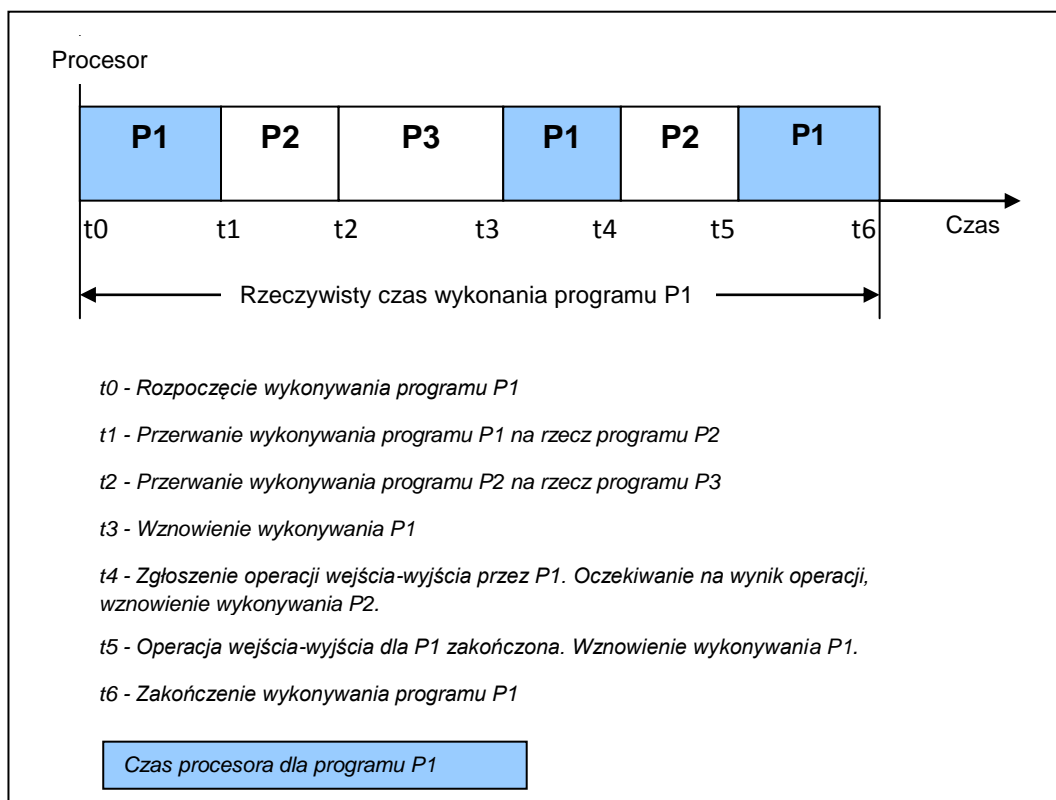 Procesor
P1 P2 P3 P1 P2 P1
t0 t1 t2 t3 t4 t5 t6 Czas
Rzeczywisty czas wykonania programu P1
t0 - Rozpoczęcie wykonywania programu P1
t1 - Przerwanie wykonywania programu P1 na rzecz programu P2
t2 - Przerwanie wykonywania programu P2 na rzecz programu P3
t3 - Wznowienie wykonywania P1
t4 - Zgłoszenie operacji wejścia-wyjścia przez P1. Oczekiwanie na wynik operacji,
wznowienie wykonywania P2.
t5 - Operacja wejścia-wyjścia dla P1 zakończona. Wznowienie wykonywania P1.
t6 - Zakończenie wykonywania programu P1
Czas procesora dla programu P1